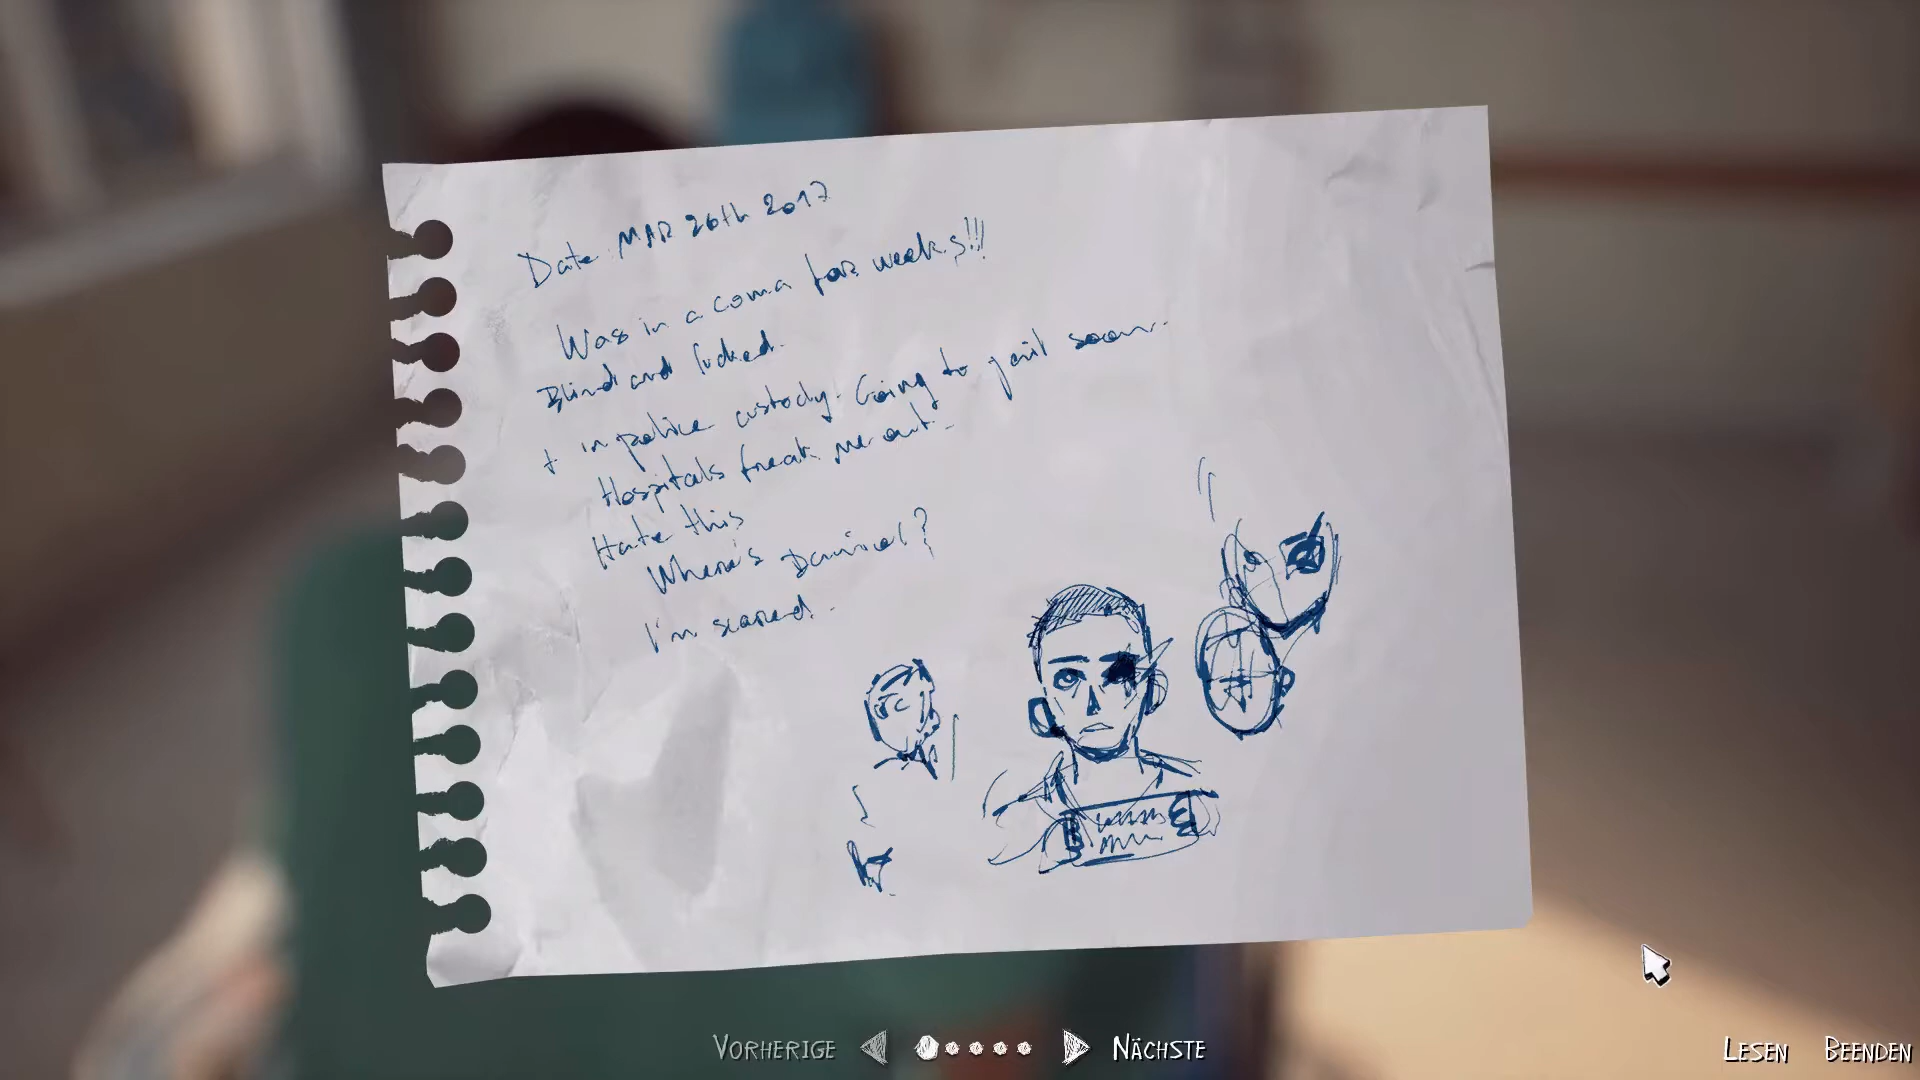 Date MAR 26th 2017
Was in a coma for weeks!!!
Blind and fucked.
+ in police custody. Going to jail soon.
Hospitals freak me out.
Hate this
Where's Daniel?
I'm scared.
VORHERIGE NÄCHSTE
LESEN BEENDEN